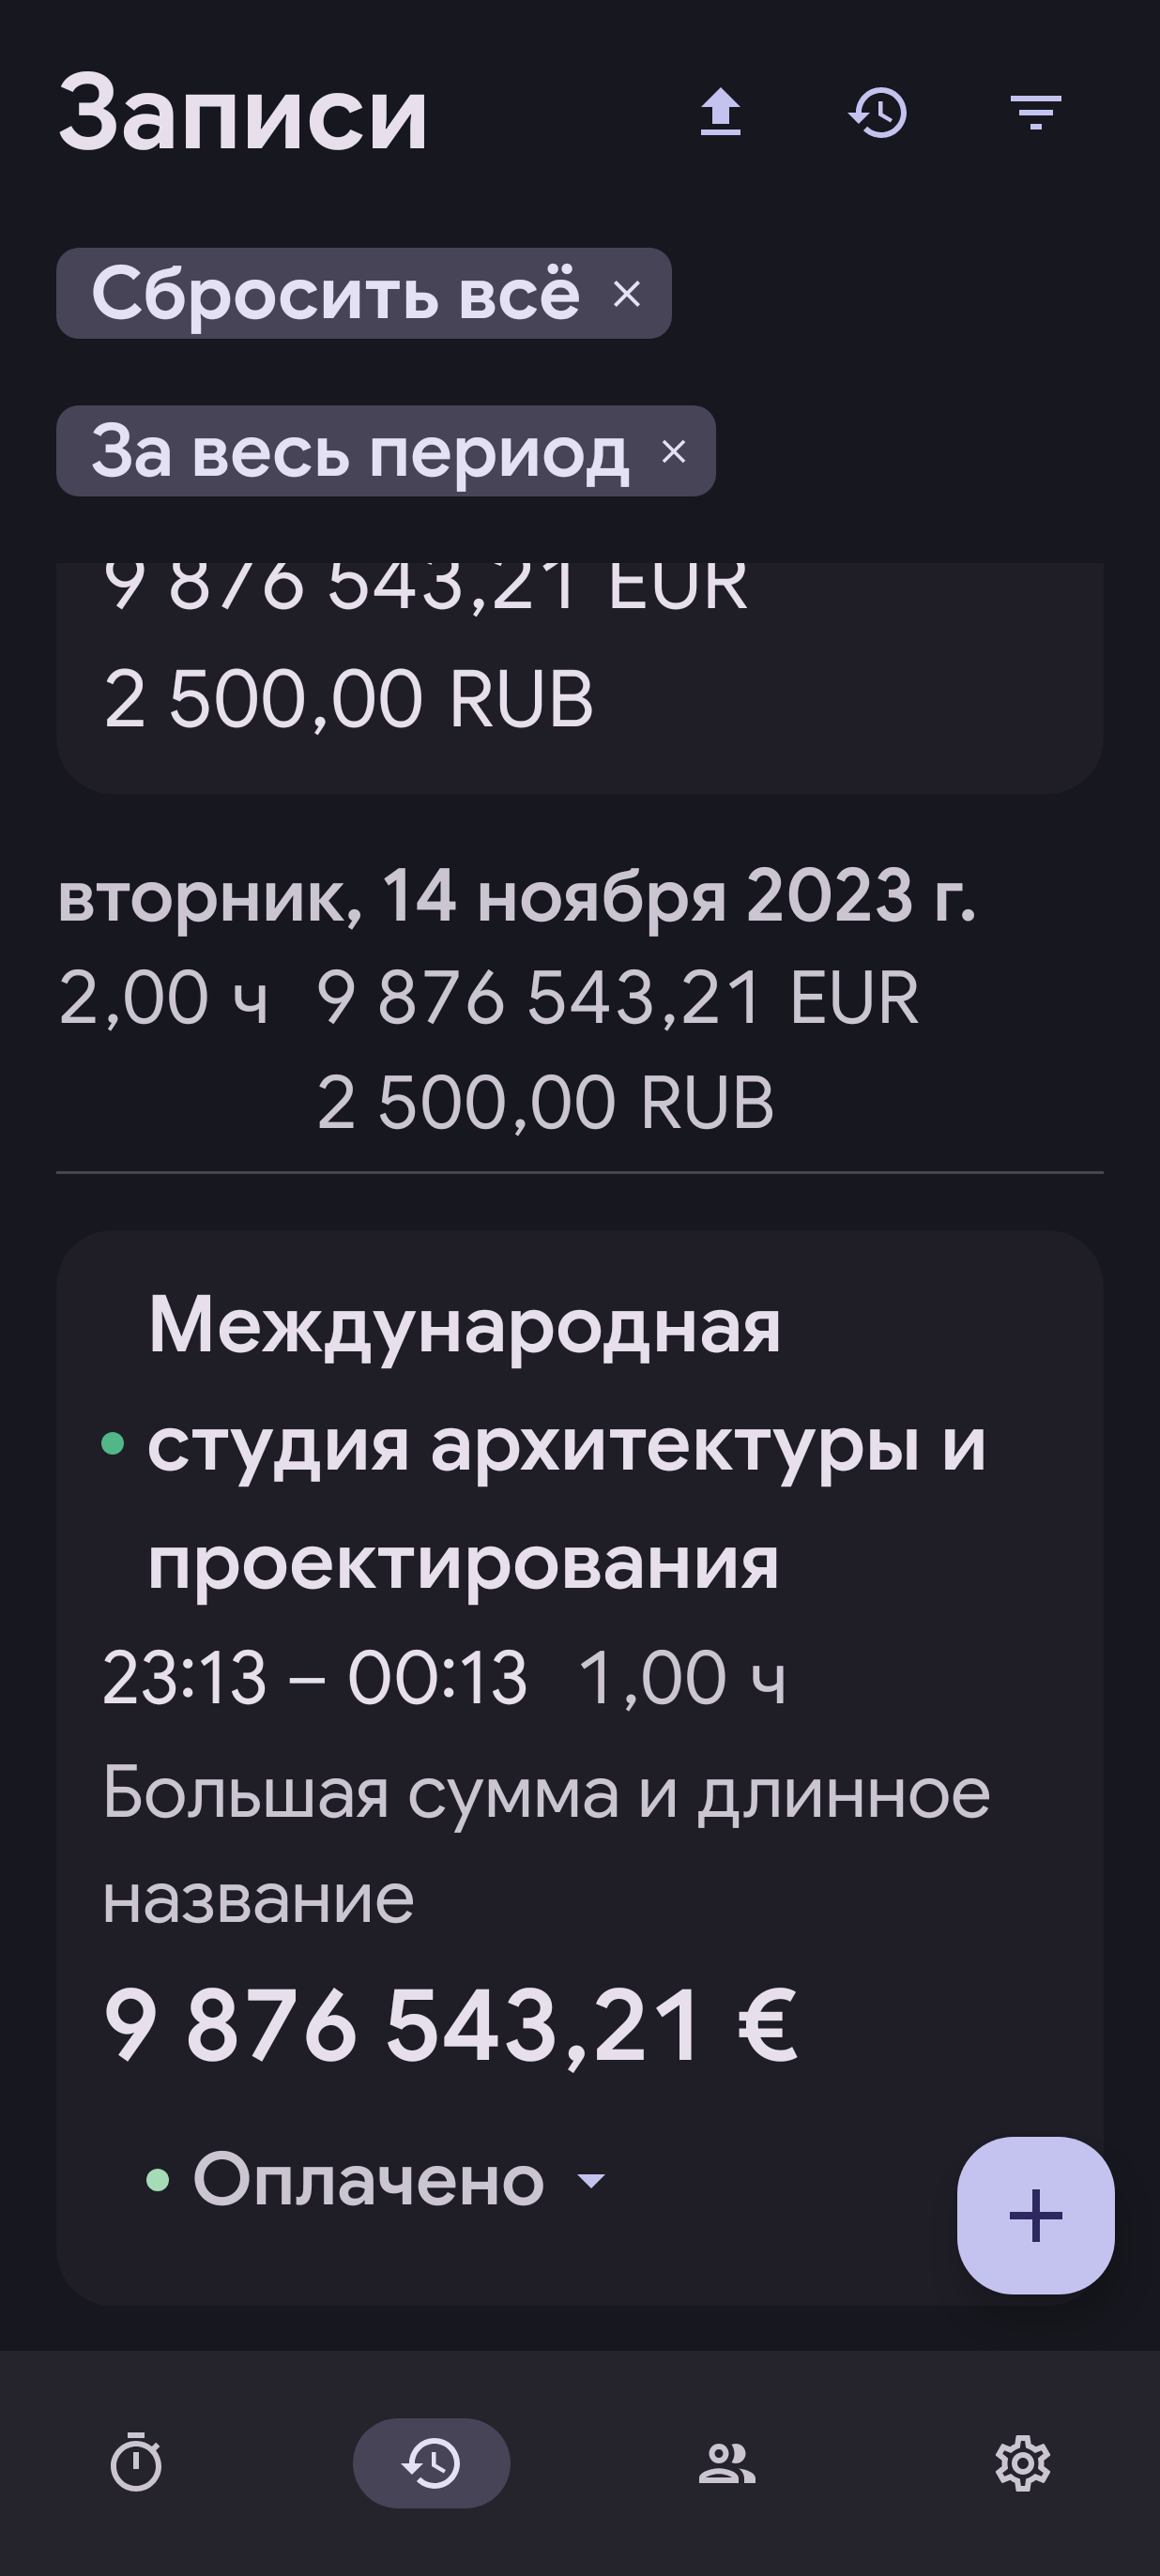 Записи
Сбросить всё ×
За весь период ×
9 876 543,21 EUR
2 500,00 RUB
вторник, 14 ноября 2023 г.
2,00 ч 9 876 543,21 EUR
2 500,00 RUB
Международная
студия архитектуры и
проектирования
23:13 – 00:13 1,00 ч
Большая сумма и длинное
название
9 876 543,21 €
Оплачено